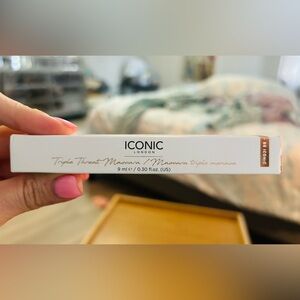 ICONIC
LONDON
Triple Threat Mascara / Mascara triple menace
9 ml ℮ / 0.30 fl.oz. (US)